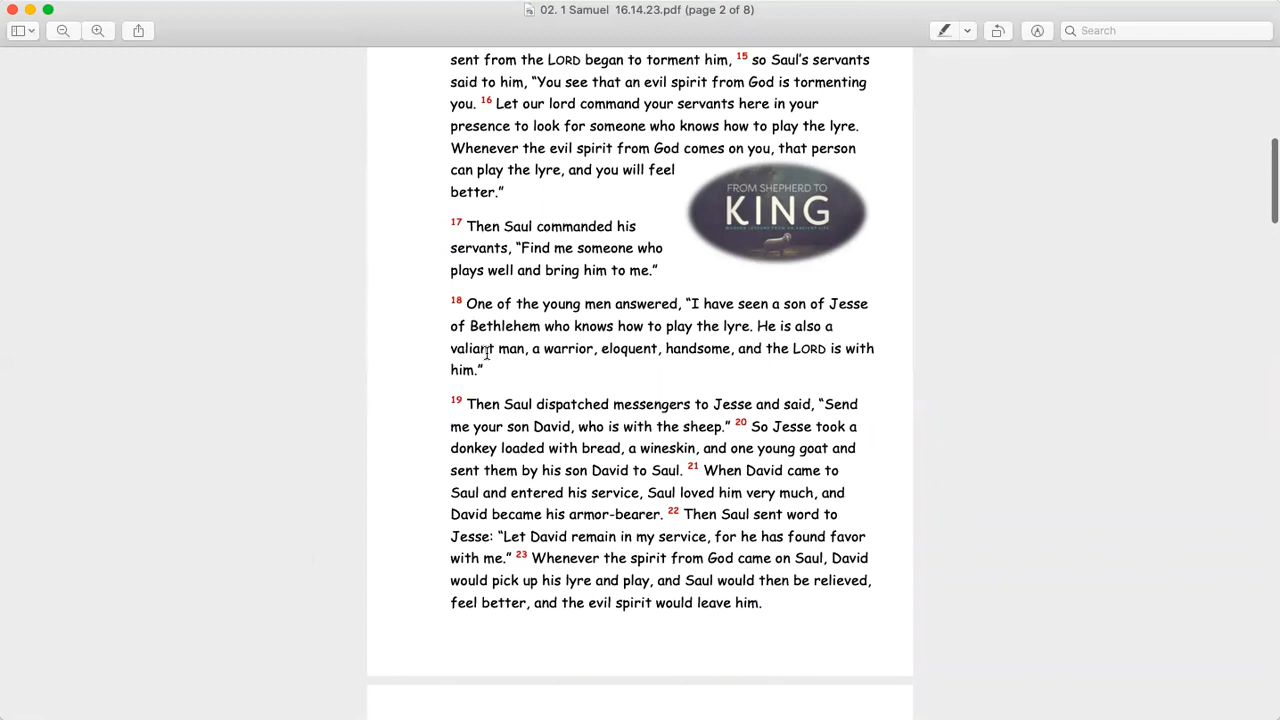 02. 1 Samuel 16.14.23.pdf (page 2 of 8)
Search
sent from the LORD began to torment him, 15 so Saul's servants
said to him, “You see that an evil spirit from God is tormenting
you. 16 Let our lord command your servants here in your
presence to look for someone who knows how to play the lyre.
Whenever the evil spirit from God comes on you, that person
can play the lyre, and you will feel
better.”
FROM SHEPHERD TO
KING
17 Then Saul commanded his
servants, “Find me someone who
plays well and bring him to me.”
18 One of the young men answered, “I have seen a son of Jesse
of Bethlehem who knows how to play the lyre. He is also a
valiant man, a warrior, eloquent, handsome, and the LORD is with
him.”
19 Then Saul dispatched messengers to Jesse and said, “Send
me your son David, who is with the sheep.” 20 So Jesse took a
donkey loaded with bread, a wineskin, and one young goat and
sent them by his son David to Saul. 21 When David came to
Saul and entered his service, Saul loved him very much, and
David became his armor-bearer. 22 Then Saul sent word to
Jesse: “Let David remain in my service, for he has found favor
with me.” 23 Whenever the spirit from God came on Saul, David
would pick up his lyre and play, and Saul would then be relieved,
feel better, and the evil spirit would leave him.